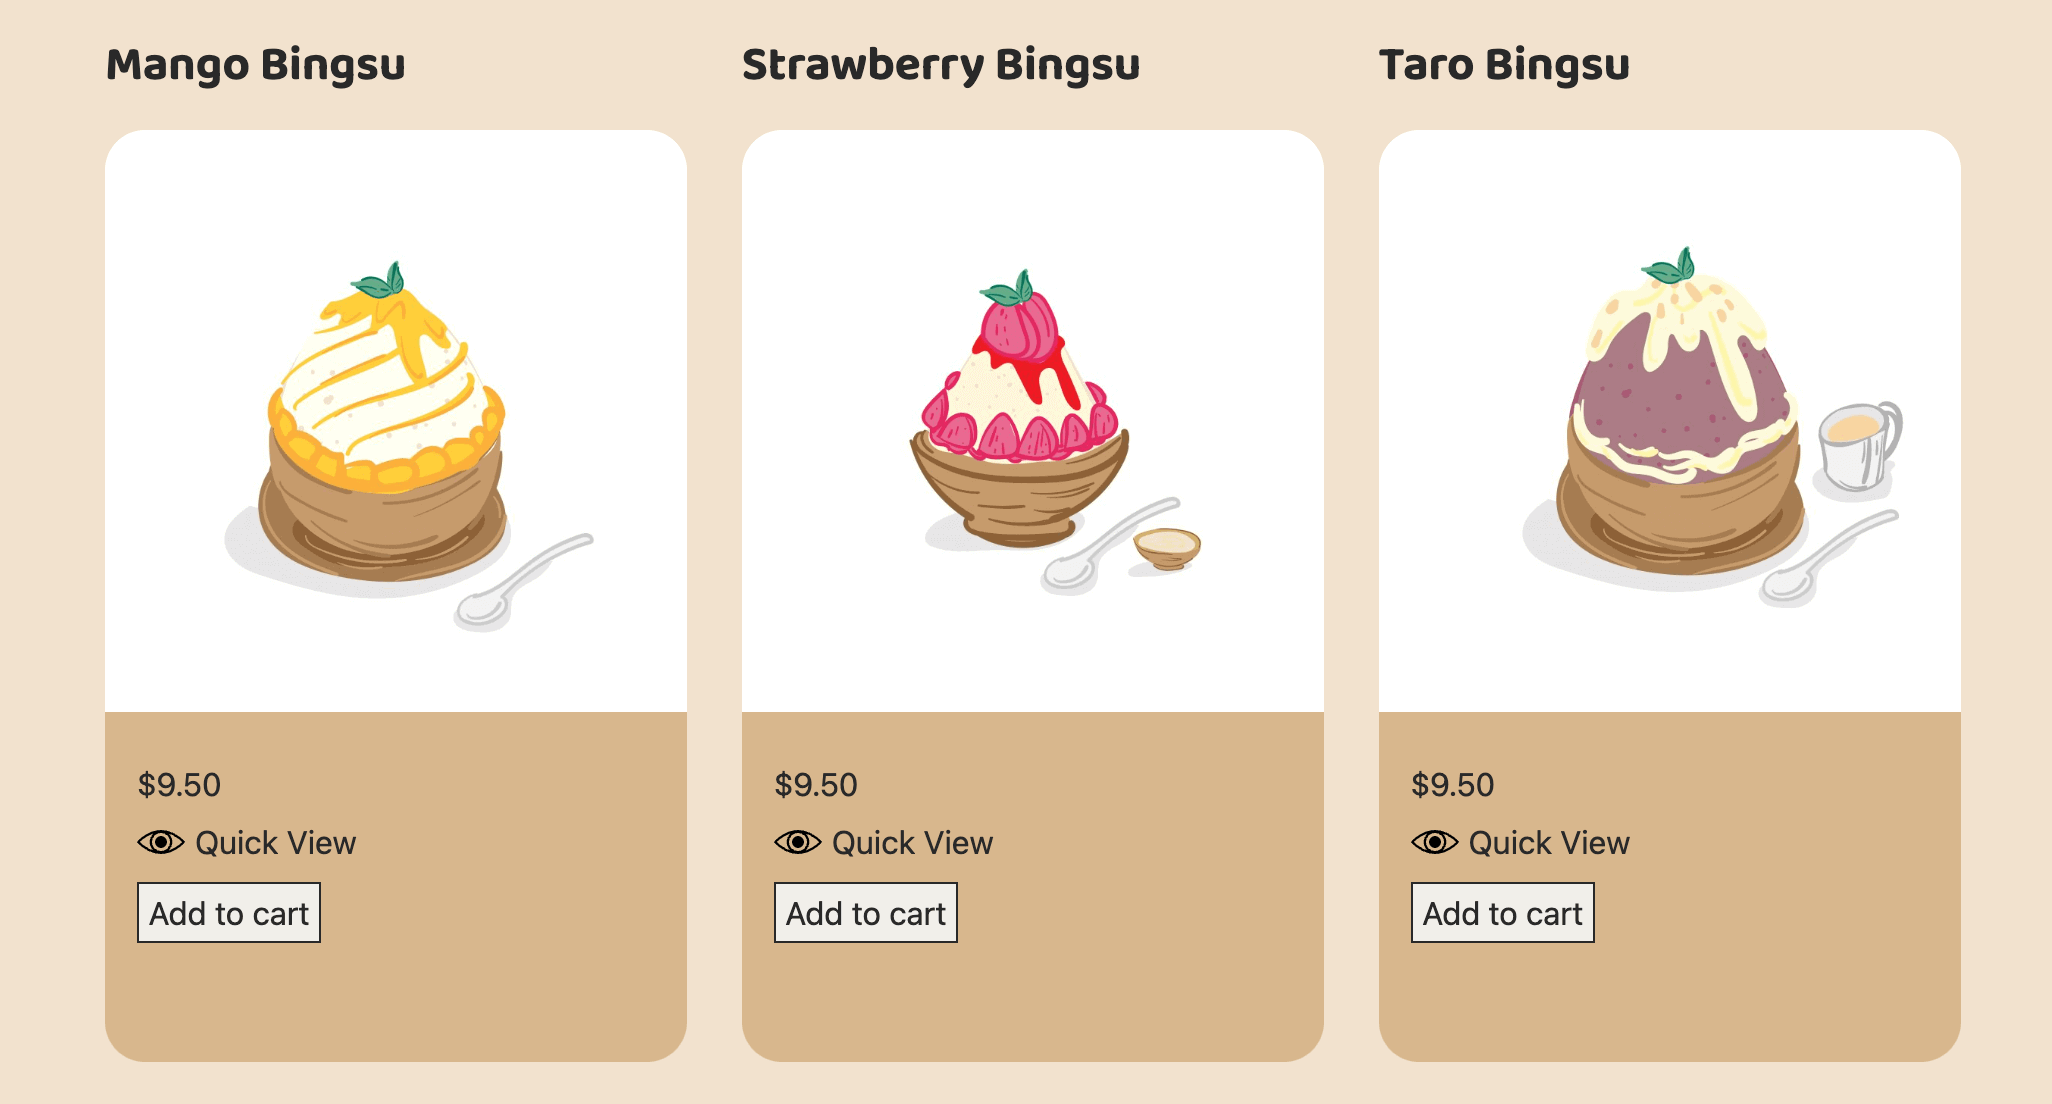 Mango Bingsu
Strawberry Bingsu
Taro Bingsu
$9.50
Quick View
Add to cart
$9.50
Quick View
Add to cart
$9.50
Quick View
Add to cart